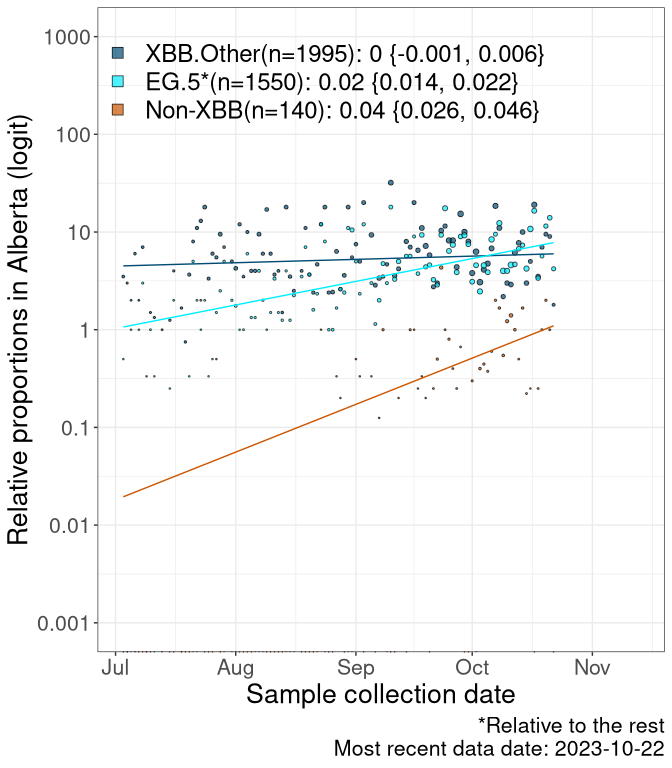 1000
100
10
1
0.1
0.01
0.001
Relative proportions in Alberta (logit)
XBB.Other(n=1995): 0 {-0.001, 0.006}
EG.5*(n=1550): 0.02 {0.014, 0.022}
Non-XBB(n=140): 0.04 {0.026, 0.046}
Jul Aug Sep Oct Nov
Sample collection date
*Relative to the rest
Most recent data date: 2023-10-22